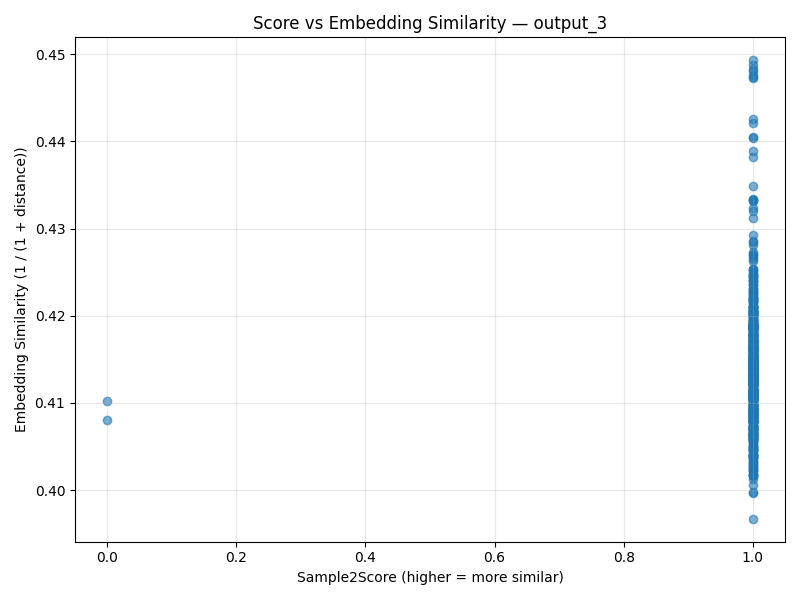 Score vs Embedding Similarity — output_3
Embedding Similarity (1 / (1 + distance))
0.45
0.44
0.43
0.42
0.41
0.40
0.0 0.2 0.4 0.6 0.8 1.0
Sample2Score (higher = more similar)